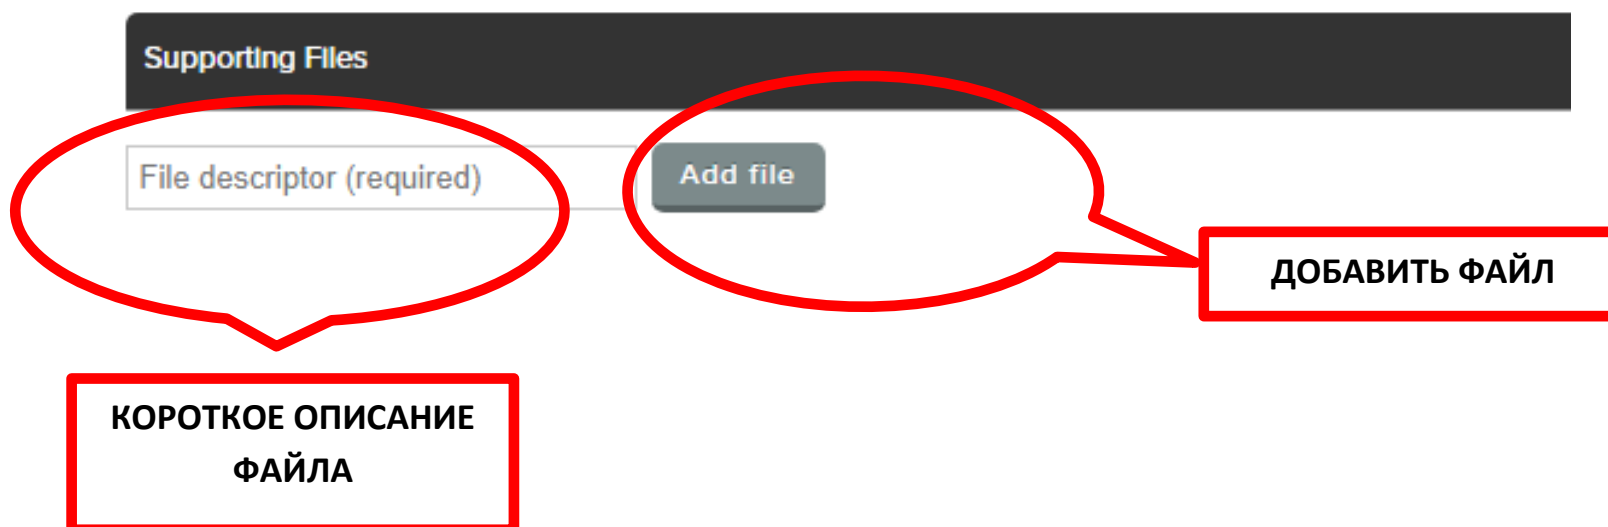 Supporting Files
File descriptor (required)
Add file
ДОБАВИТЬ ФАЙЛ
КОРОТКОЕ ОПИСАНИЕ
ФАЙЛА